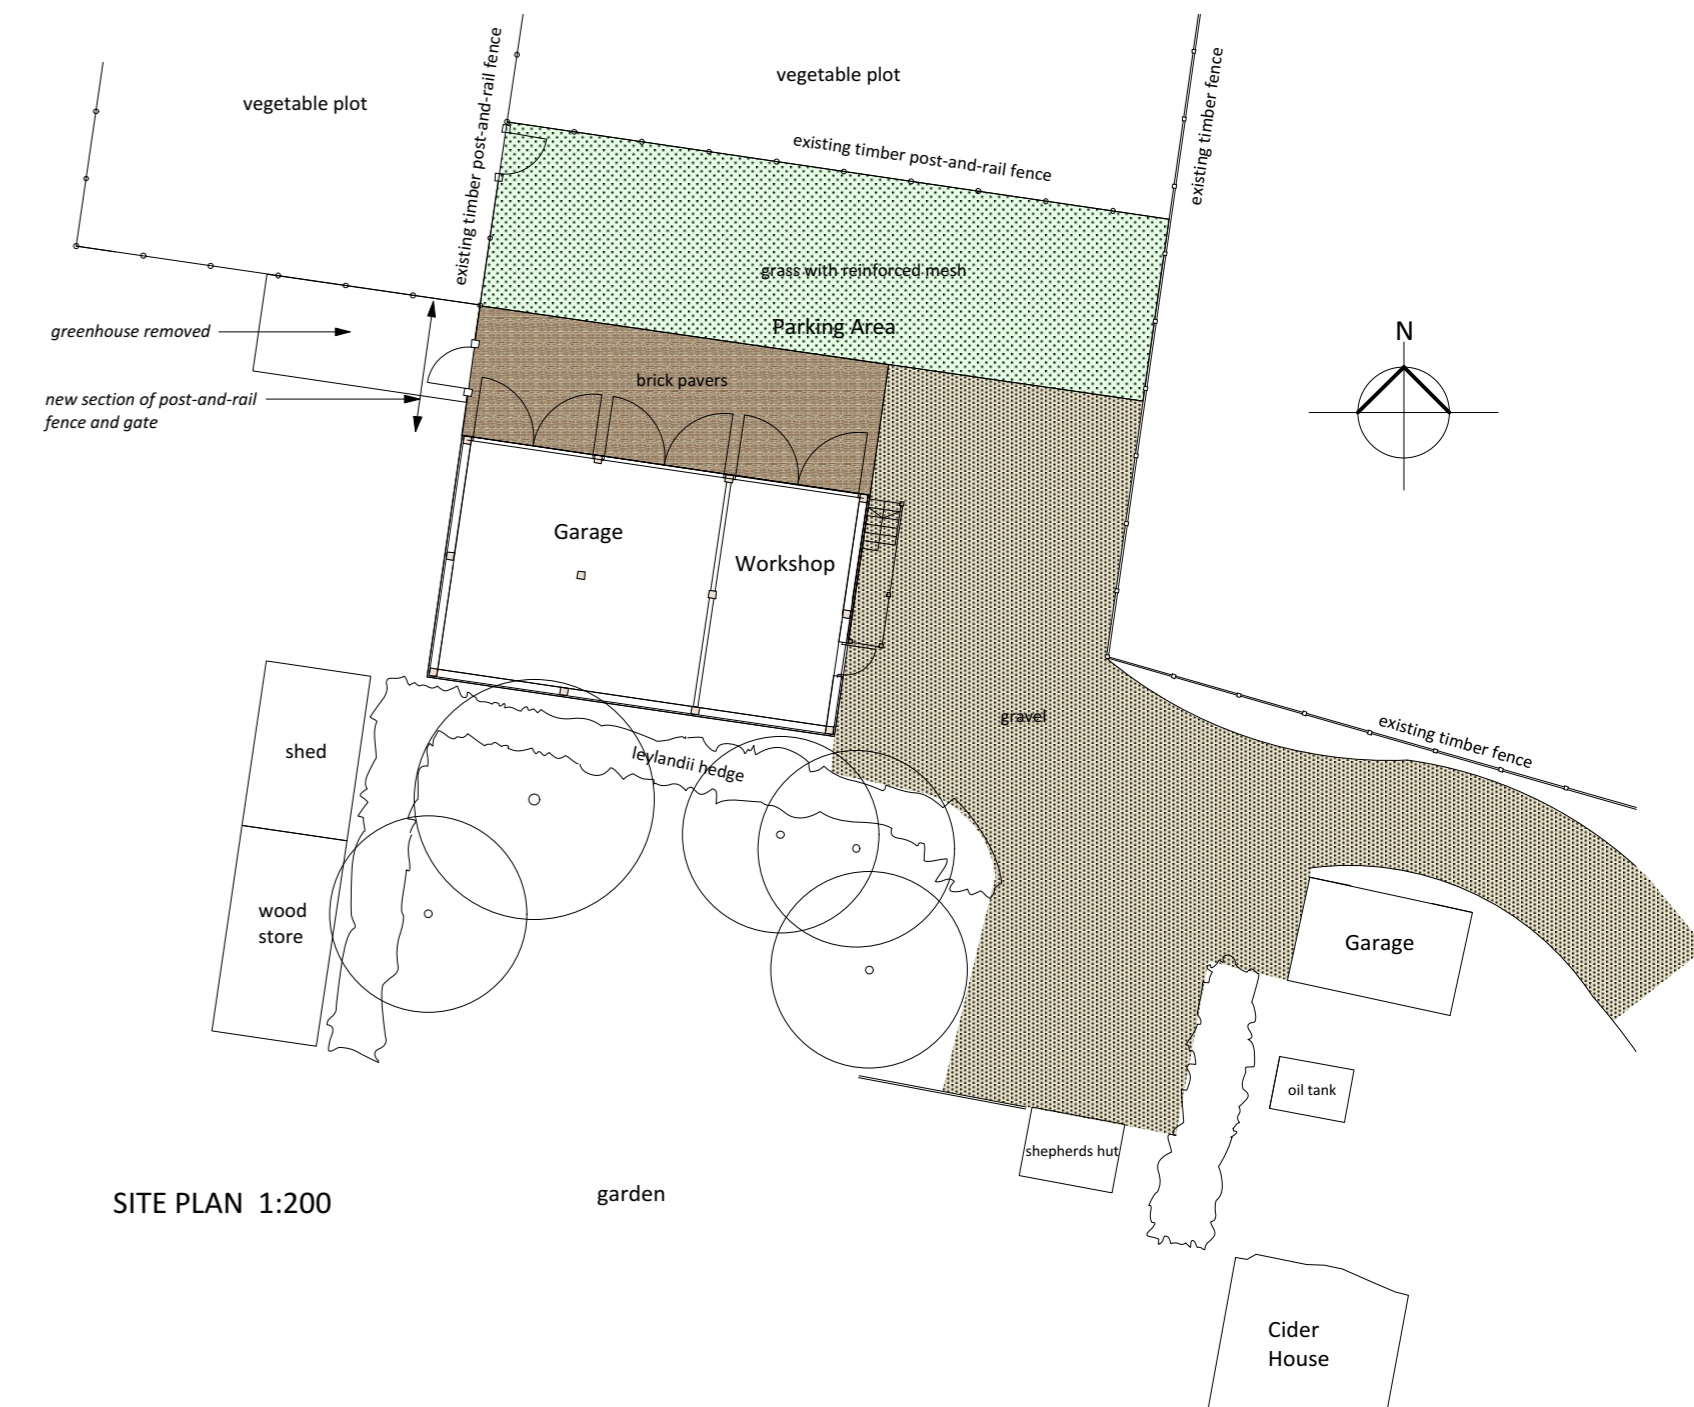 vegetable plot
existing timber post-and-rail fence
vegetable plot
existing timber post-and-rail fence
existing timber fence
grass with reinforced mesh
Parking Area
greenhouse removed
brick pavers
new section of post-and-rail
fence and gate
N
Garage
Workshop
gravel
existing timber fence
shed
leylandii hedge
wood
store
Garage
oil tank
shepherds hut
SITE PLAN 1:200
garden
Cider
House